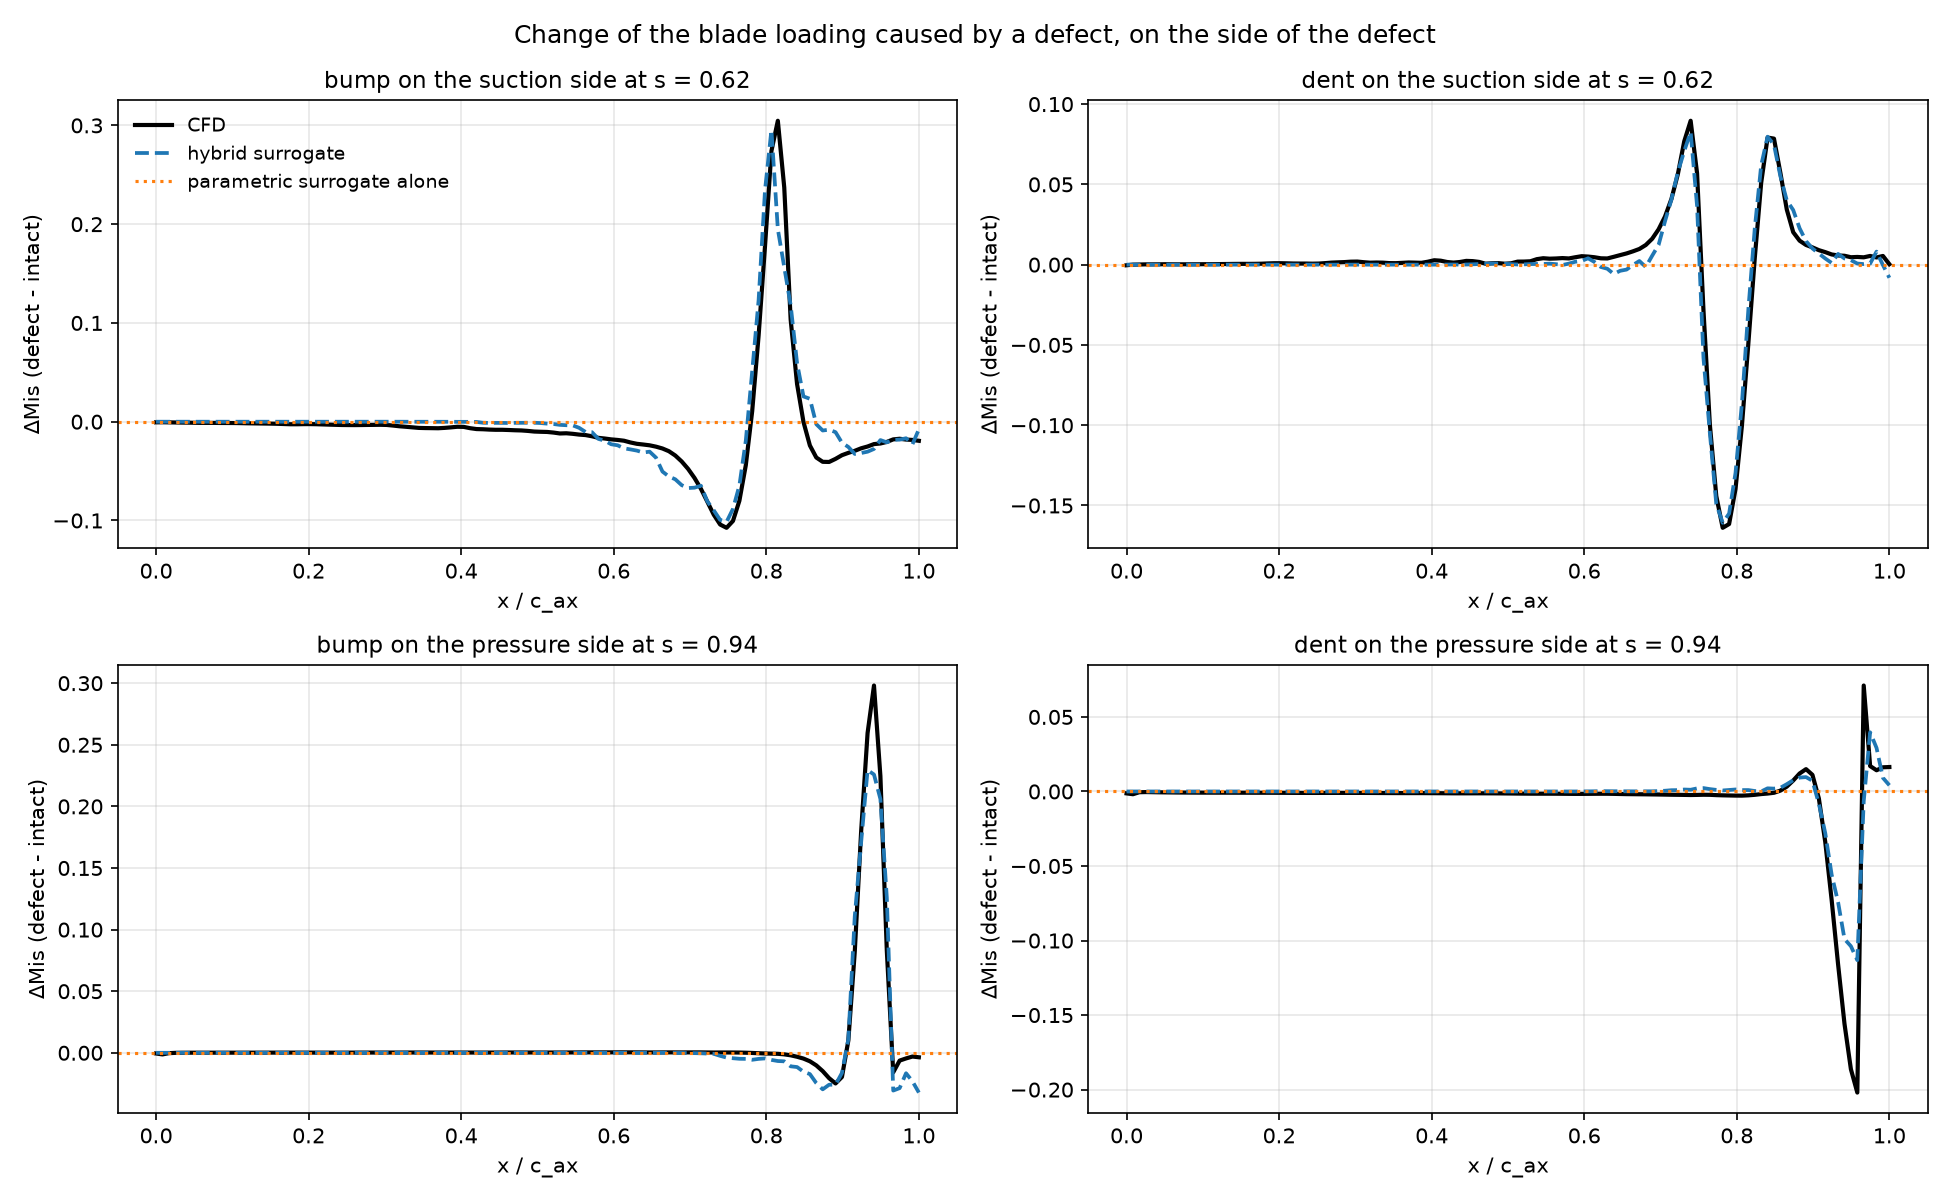 Change of the blade loading caused by a defect, on the side of the defect
bump on the suction side at s = 0.62
ΔMis (defect - intact)
0.3
0.2
0.1
0.0
−0.1
CFD
hybrid surrogate
parametric surrogate alone
0.0 0.2 0.4 0.6 0.8 1.0
x / c_ax
dent on the suction side at s = 0.62
ΔMis (defect - intact)
0.10
0.05
0.00
−0.05
−0.10
−0.15
0.0 0.2 0.4 0.6 0.8 1.0
x / c_ax
bump on the pressure side at s = 0.94
ΔMis (defect - intact)
0.30
0.25
0.20
0.15
0.10
0.05
0.00
0.0 0.2 0.4 0.6 0.8 1.0
x / c_ax
dent on the pressure side at s = 0.94
ΔMis (defect - intact)
0.05
0.00
−0.05
−0.10
−0.15
−0.20
0.0 0.2 0.4 0.6 0.8 1.0
x / c_ax